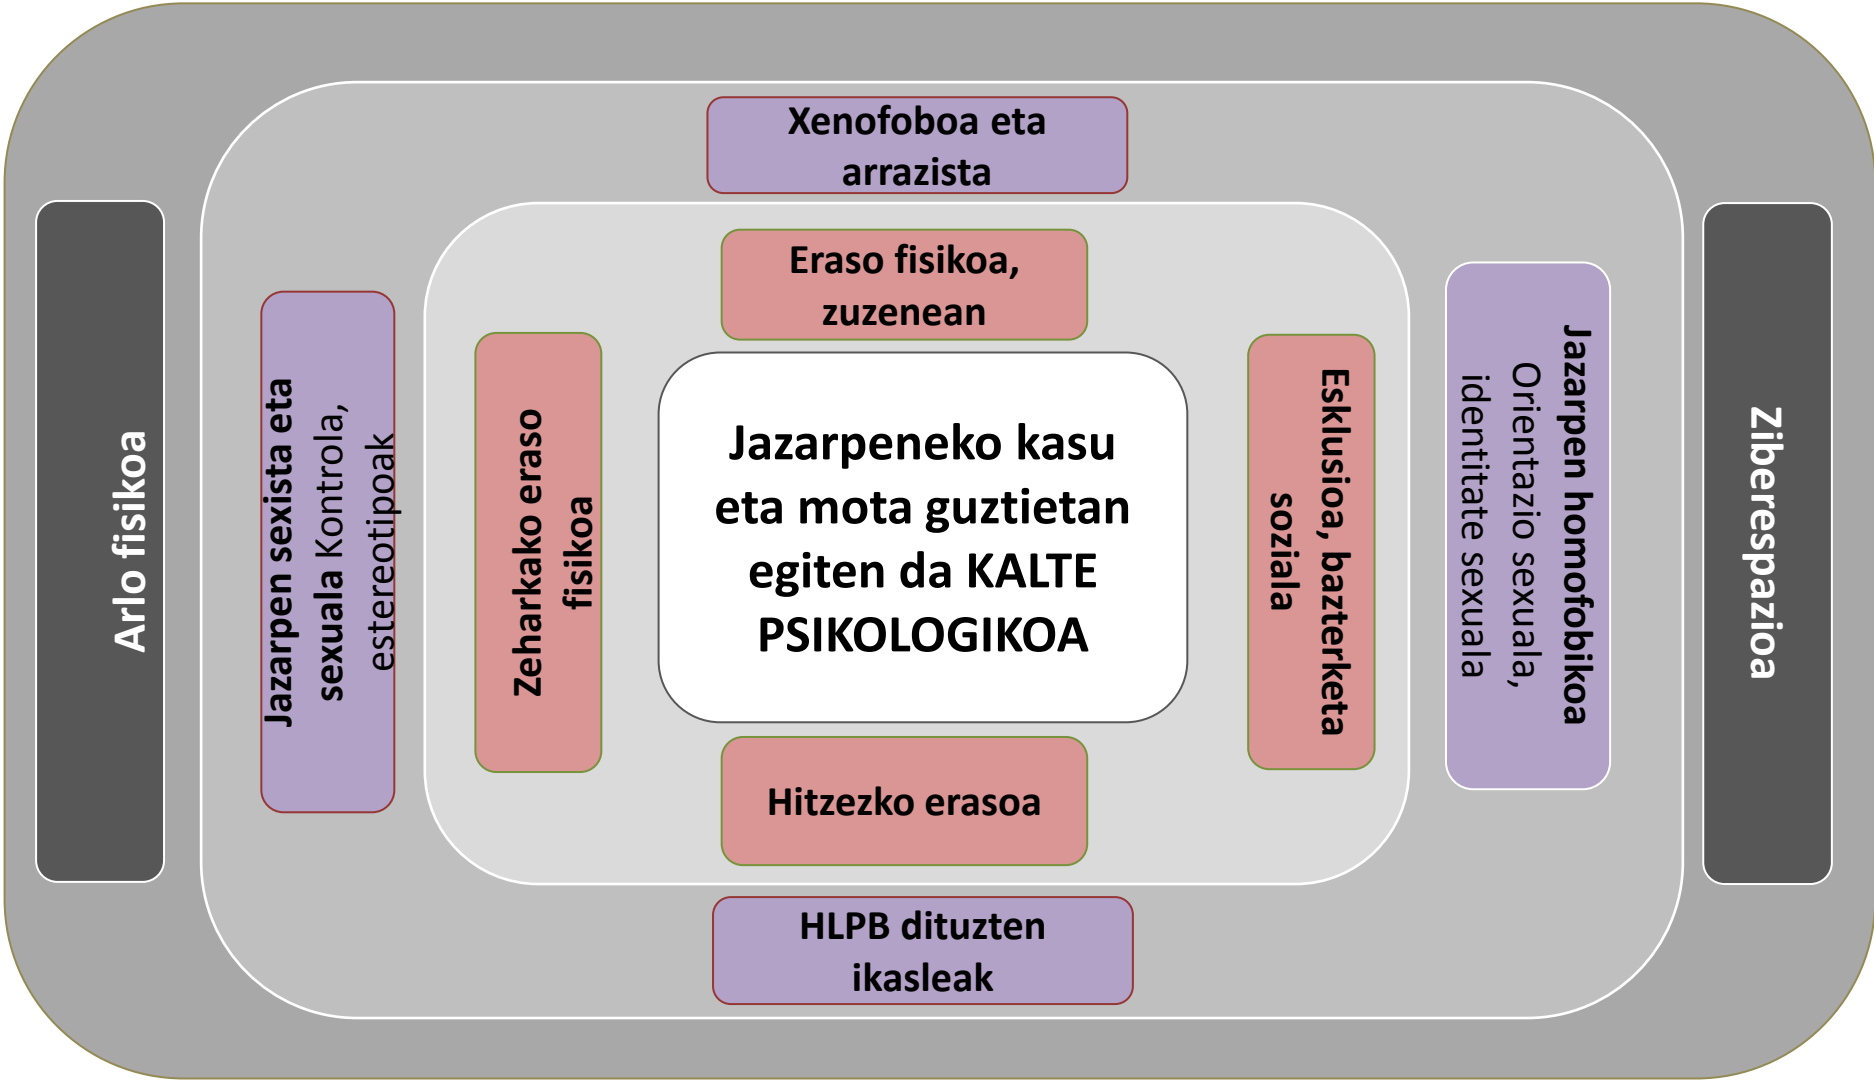 Xenofoboa eta
arrazista
Eraso fisikoa,
zuzenean
Arlo fisikoa
Jazarpen sexista eta
sexuala Kontrola,
estereotipoak
Zeharkako eraso
fisikoa
Jazarpeneko kasu
eta mota guztietan
egiten da KALTE
PSIKOLOGIKOA
Esklusioa, bazterketa
soziala
Jazarpen homofobikoa
Orientazio sexuala,
identitate sexuala
Ziberespazioa
Hitzezko erasoa
HLPB dituzten
ikasleak